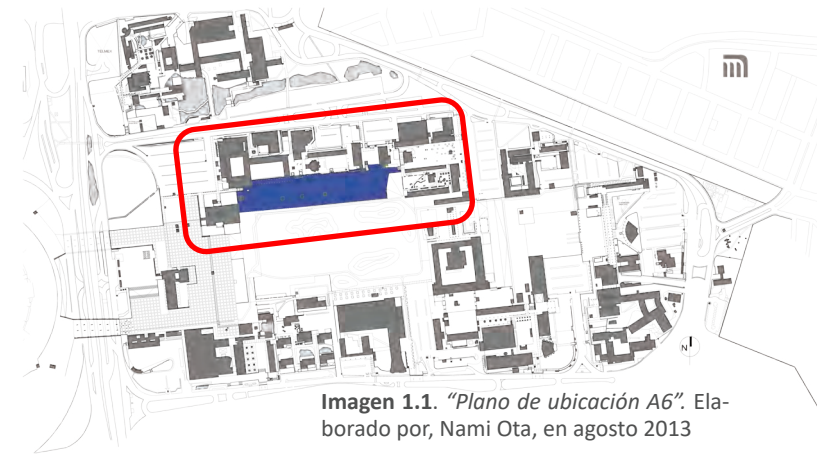 N
Imagen 1.1. “Plano de ubicación A6”. Ela-
borado por, Nami Ota, en agosto 2013